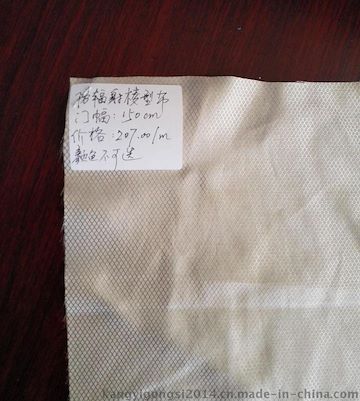 防辐射棱型布
门幅：150cm
价格：207.00/m
颜色不可选
kangyigongsi2014.cn.made-in-china.com